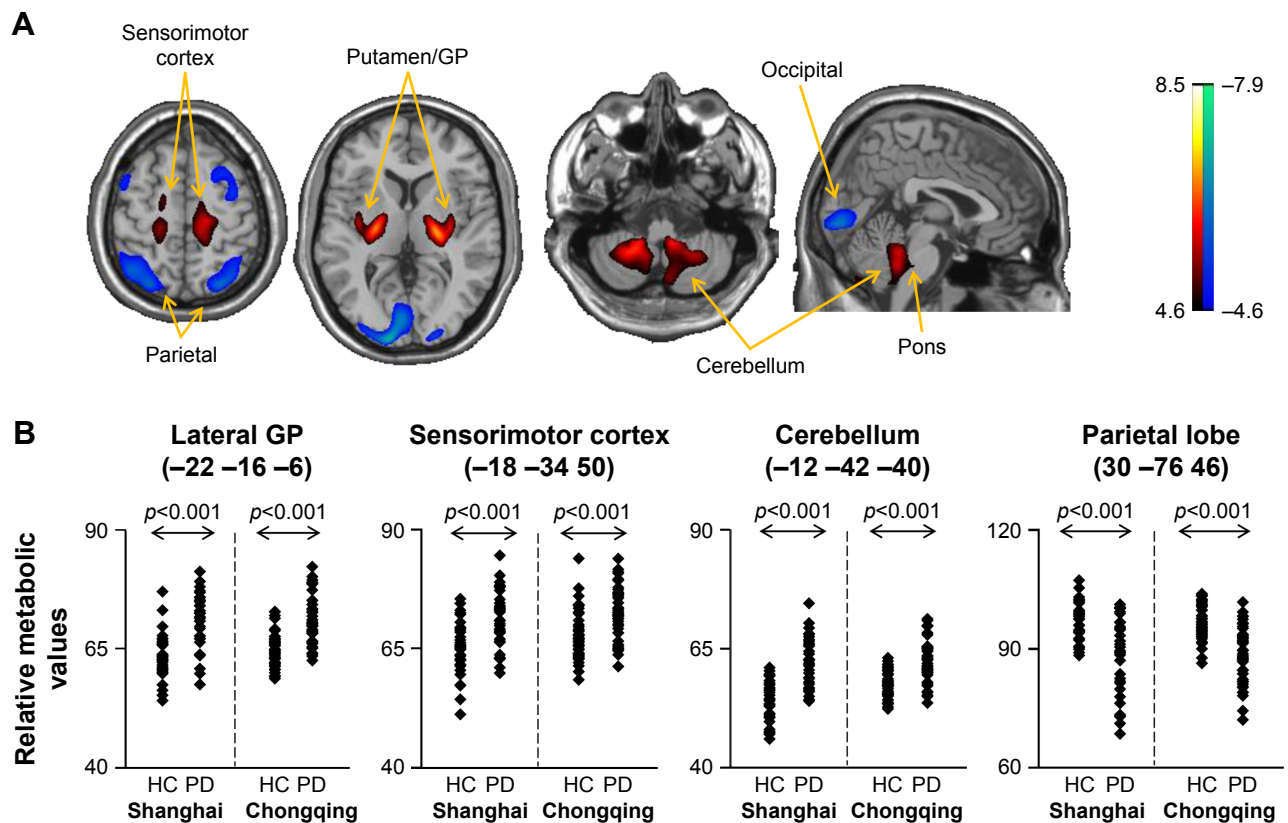 A
Sensorimotor
cortex
Putamen/GP
Occipital
8.5
–7.9
4.6
–4.6
Parietal
Cerebellum
Pons
B
Lateral GP
(–22 –16 –6)
Sensorimotor cortex
(–18 –34 50)
Cerebellum
(–12 –42 –40)
Parietal lobe
(30 –76 46)
Relative metabolic
values
p<0.001 p<0.001
90
65
40
HC PD HC PD
Shanghai Chongqing
p<0.001 p<0.001
90
65
40
HC PD HC PD
Shanghai Chongqing
p<0.001 p<0.001
90
65
40
HC PD HC PD
Shanghai Chongqing
p<0.001 p<0.001
120
90
60
HC PD HC PD
Shanghai Chongqing